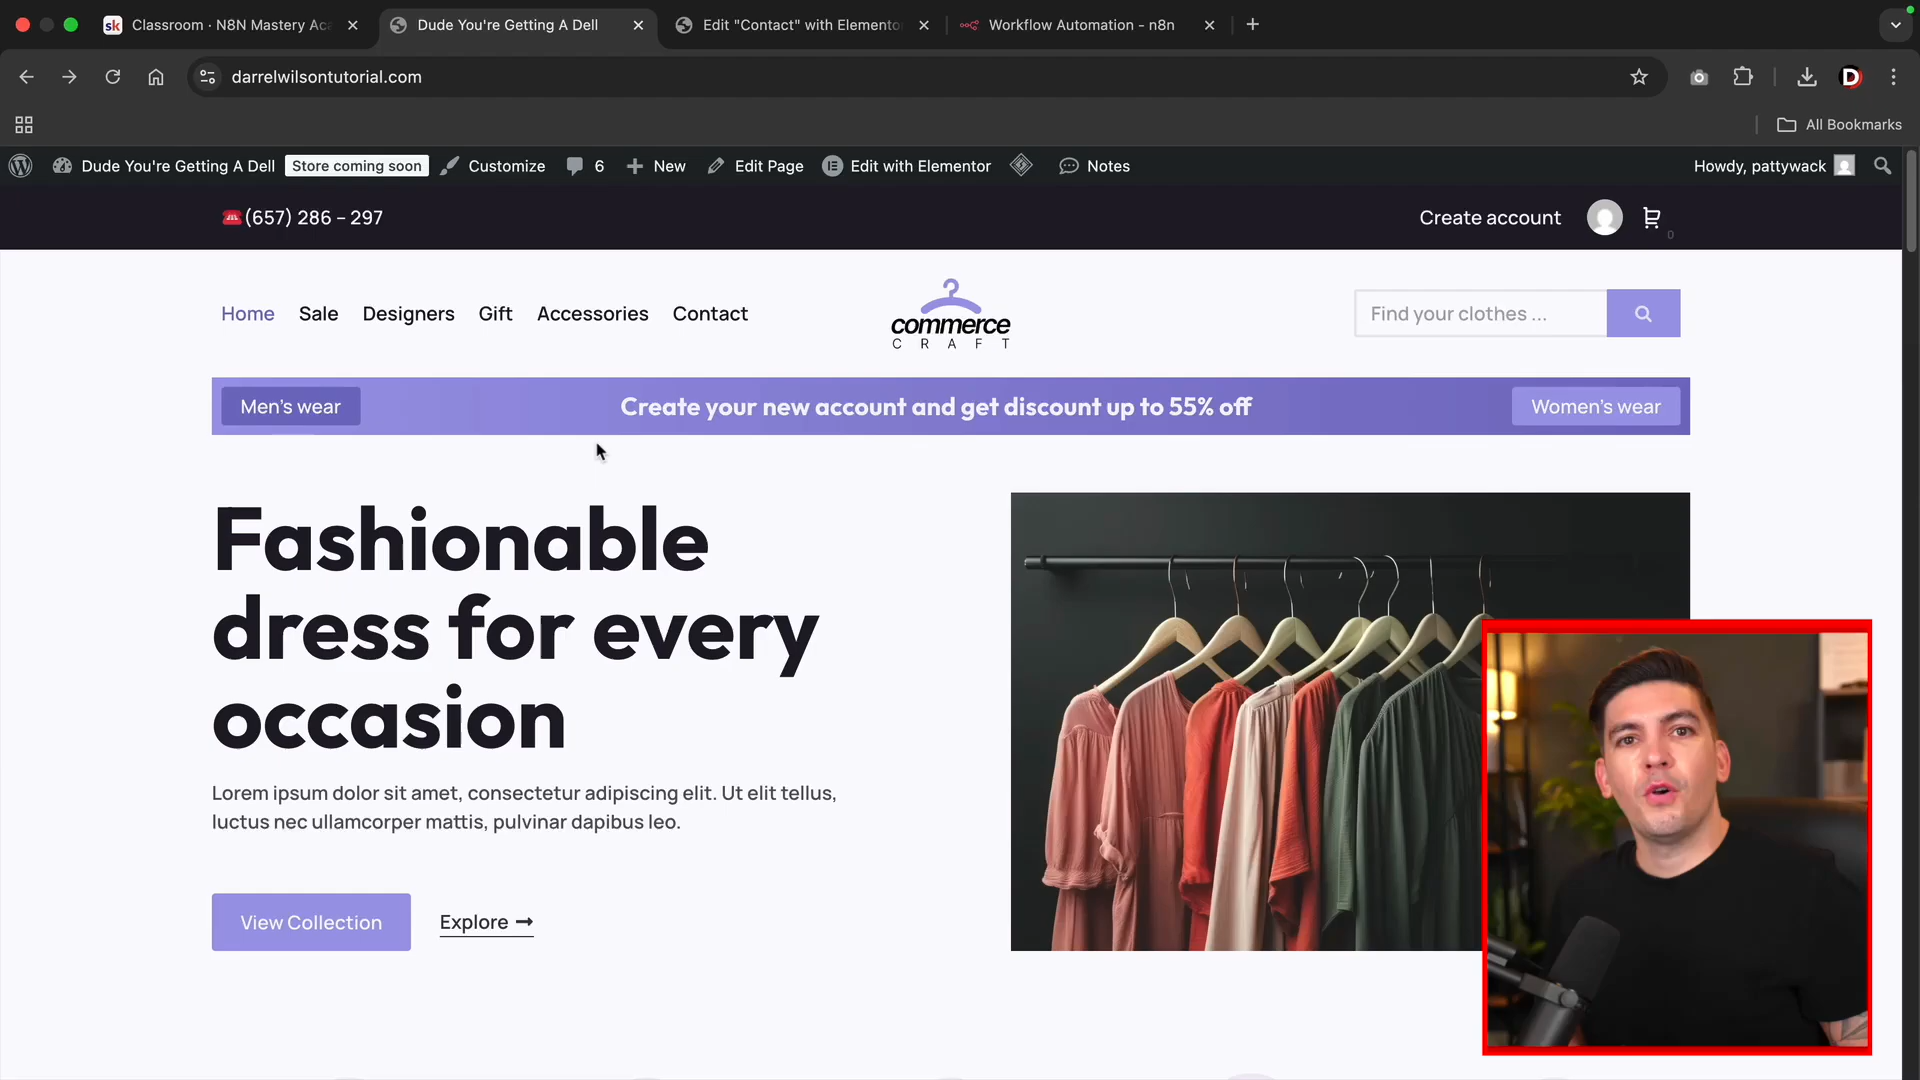 sk Classroom · N8N Mastery Aca
Dude You're Getting A Dell
Edit "Contact" with Elemento
Workflow Automation - n8n
darrelwilsontutorial.com
D
All Bookmarks
Dude You're Getting A Dell
Store coming soon
Customize
6
New
Edit Page
Edit with Elementor
Notes
Howdy, pattywack
(657) 286 – 297
Create account
0
Home
Sale
Designers
Gift
Accessories
Contact
commerce
CRAFT
Find your clothes ...
Men's wear
Create your new account and get discount up to 55% off
Women's wear
Fashionable
dress for every
occasion
Lorem ipsum dolor sit amet, consectetur adipiscing elit. Ut elit tellus,
luctus nec ullamcorper mattis, pulvinar dapibus leo.
View Collection
Explore →